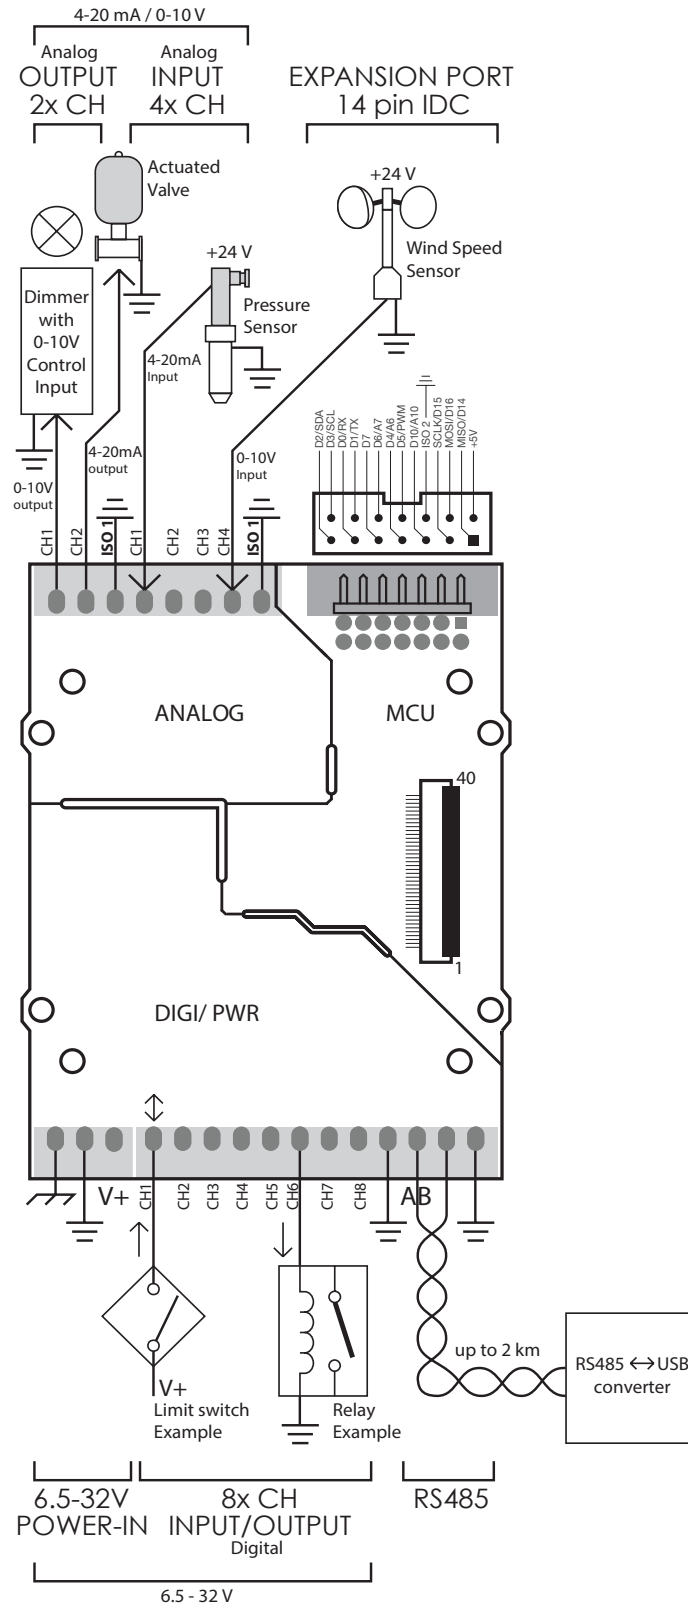 4-20 mA / 0-10 V
Analog
OUTPUT
2x CH
Analog
INPUT
4x CH
EXPANSION PORT
14 pin IDC
Actuated
Valve
+24 V
Wind Speed
Sensor
+24 V
Pressure
Sensor
Dimmer
with
0-10V
Control
Input
4-20mA
Input
4-20mA
output
0-10V
output
0-10V
Input
D2/SDA
D3/SCL
D0/RX
D1/TX
D7
D6/A7
D4/A6
D5/PWM
D10/A10
ISO 2
SCLK/D15
MOSI/D16
MISO/D14
+5V
CH1
CH2
ISO 1
CH1
CH2
CH3
CH4
ISO 1
ANALOG
MCU
40
1
DIGI/ PWR
V+
CH1
CH2
CH3
CH4
CH5
CH6
CH7
CH8
AB
V+
Limit switch
Example
Relay
Example
up to 2 km
RS485 ↔ USB
converter
6.5-32V
POWER-IN
8x CH
INPUT/OUTPUT
Digital
RS485
6.5 - 32 V